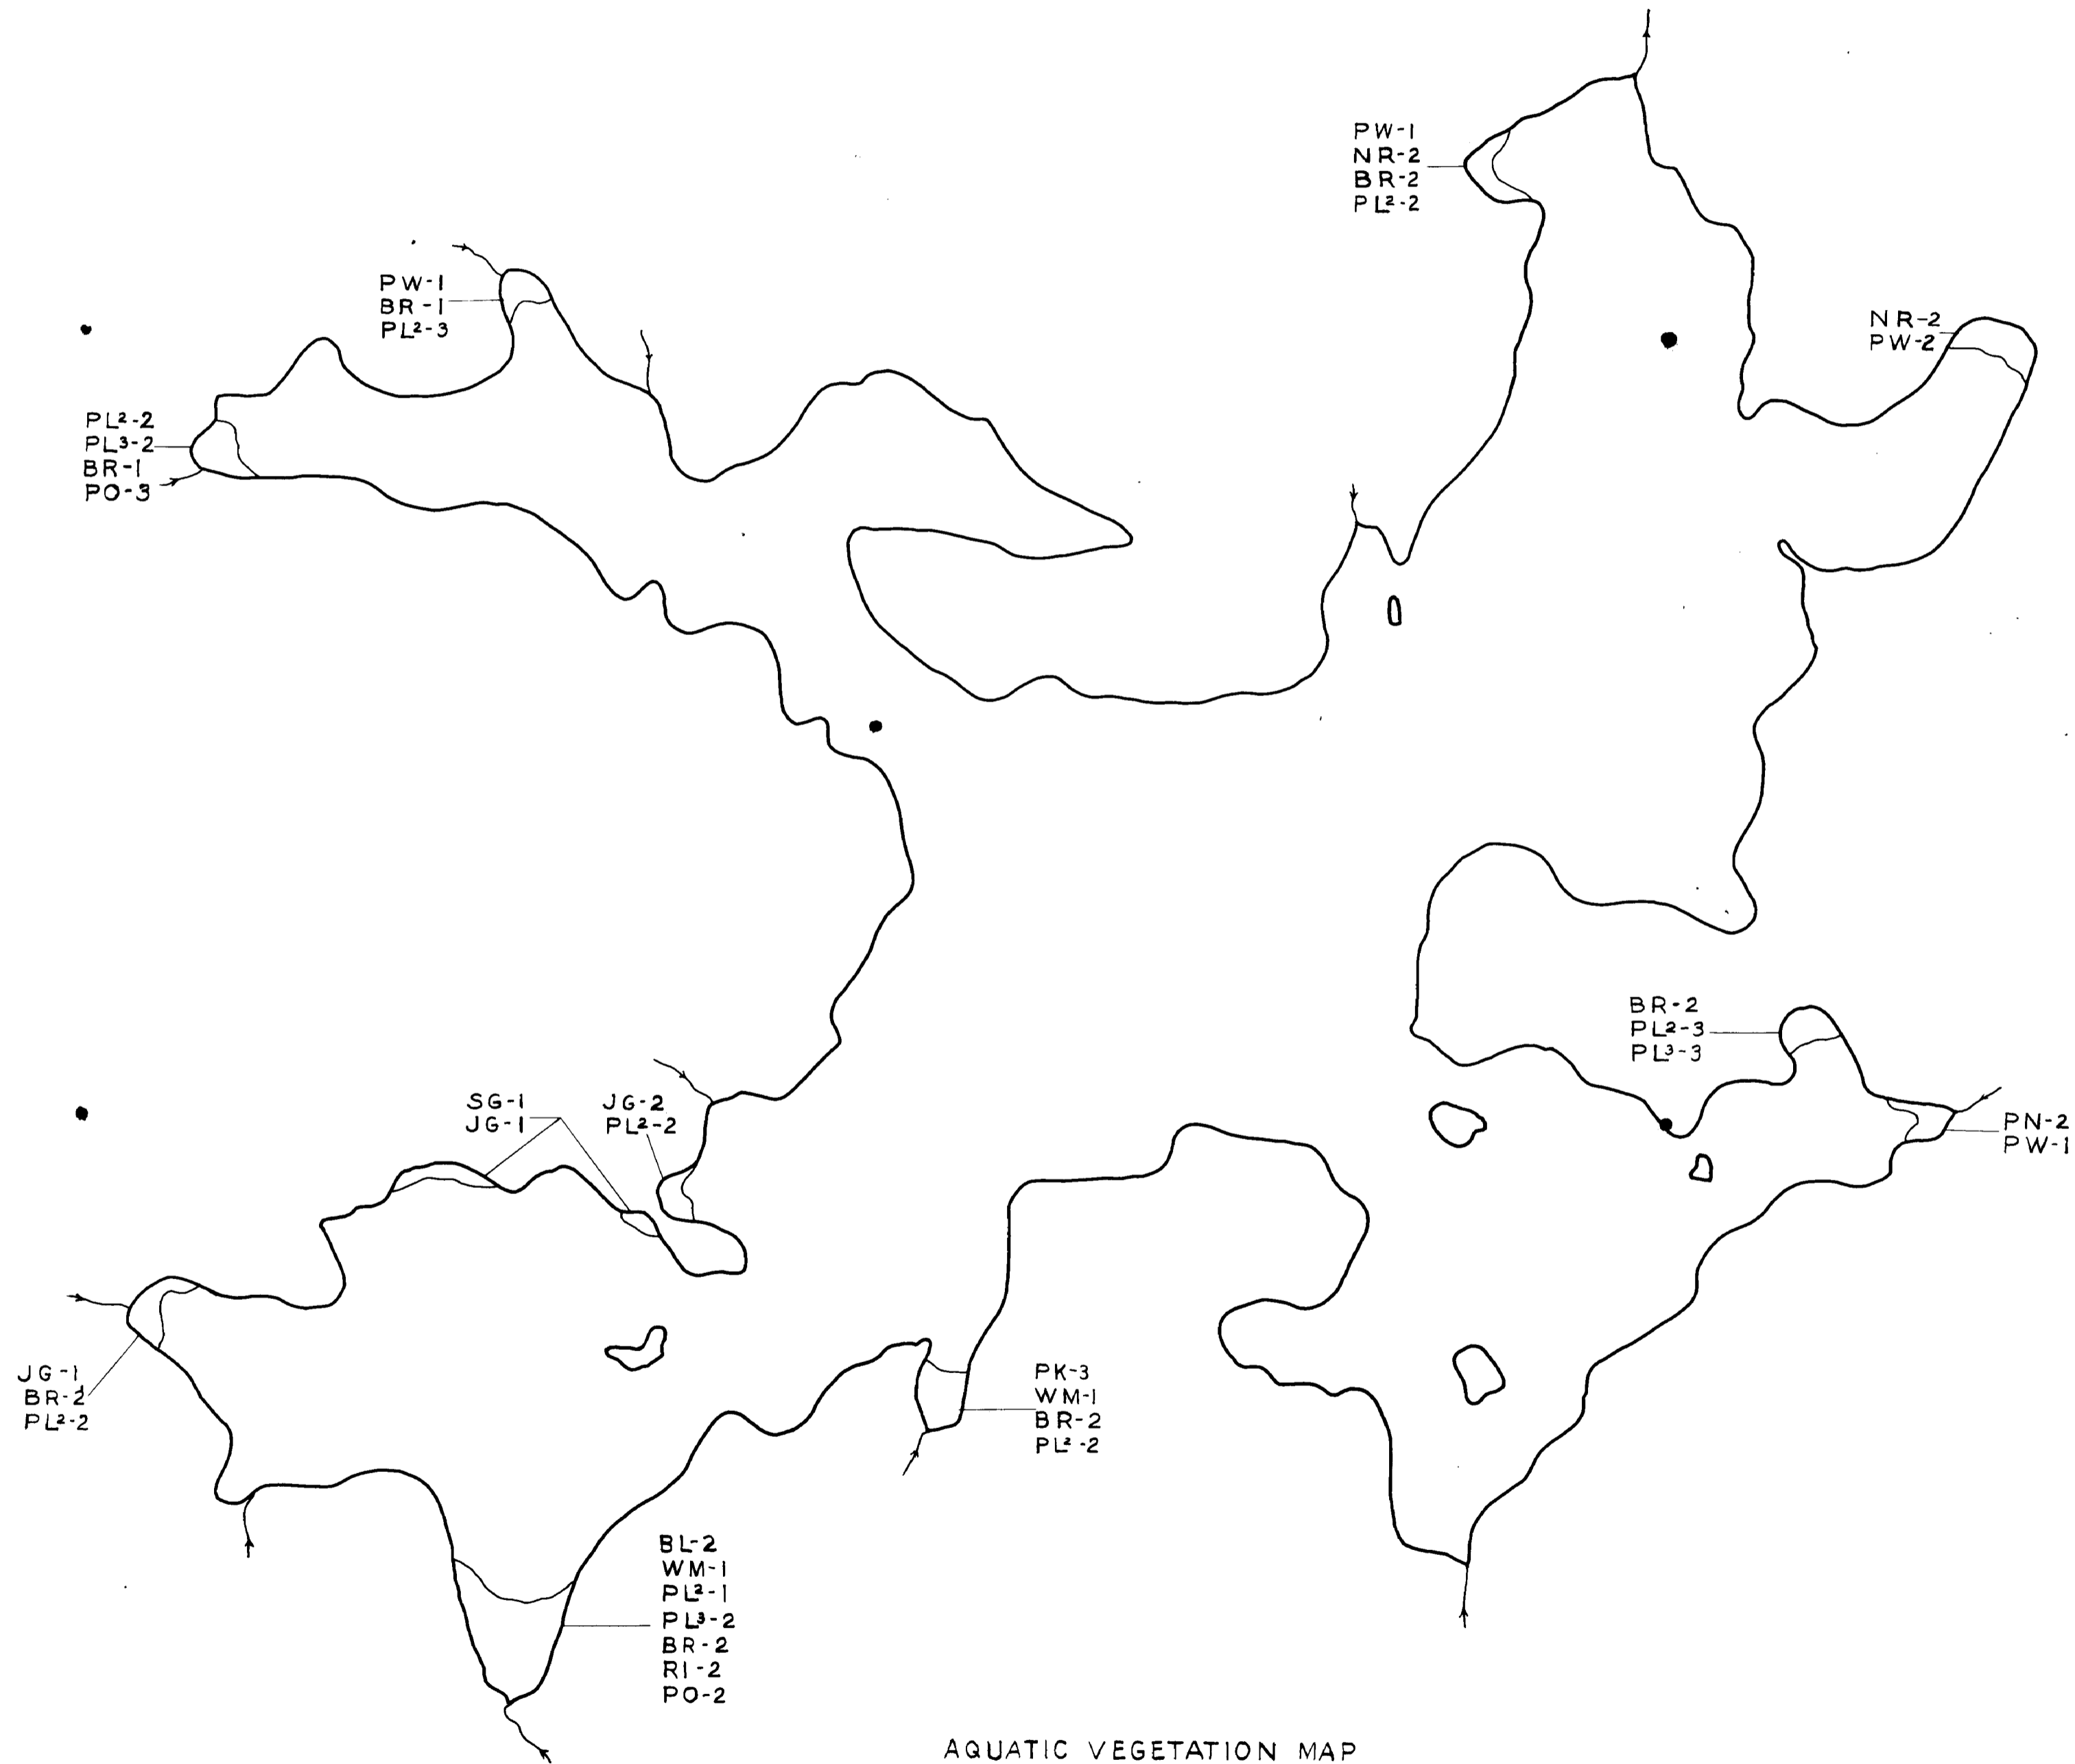 PW-1
NR-2
BR-2
PL²-2
PW-1
BR-1
PL²-3
NR-2
PW-2
PL²-2
PL³-2
BR-1
PO-3
BR-2
PL²-3
PL³-3
SG-1
JG-1
JG-2
PL²-2
PN-2
PW-1
JG-1
BR-2
PL²-2
PK-3
WM-1
BR-2
PL²-2
BL-2
WM-1
PL²-1
PL³-2
BR-2
RI-2
PO-2
AQUATIC VEGETATION MAP